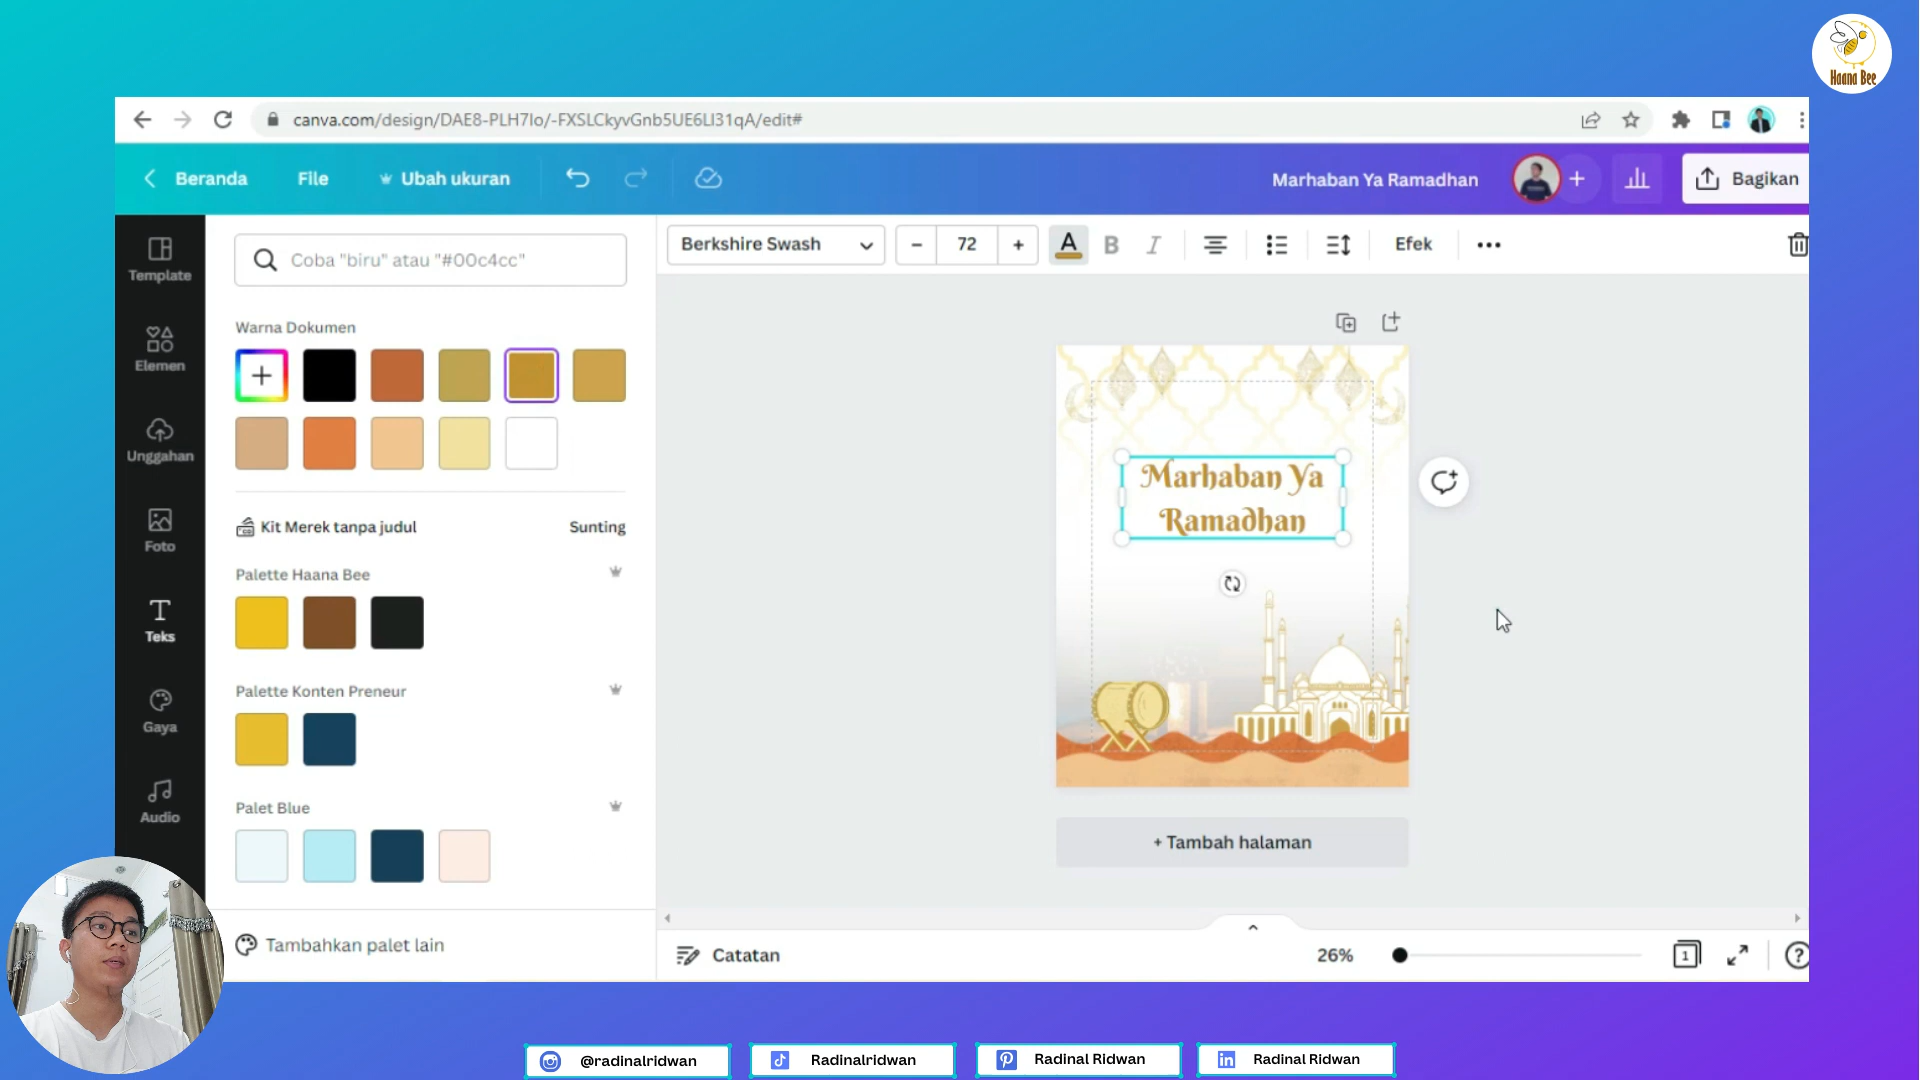 Haana Bee
canva.com/design/DAE8-PLH7lo/-FXSLCkyvGnb5UE6LI31qA/edit#
Beranda File Ubah ukuran Marhaban Ya Ramadhan Bagikan
Berkshire Swash 72 A B I Efek
Template
Elemen
Unggahan
Foto
Teks
Gaya
Audio
Coba "biru" atau "#00c4cc"
Warna Dokumen
Kit Merek tanpa judul Sunting
Palette Haana Bee
Palette Konten Preneur
Palet Blue
Tambahkan palet lain
Marhaban Ya
Ramadhan
+ Tambah halaman
Catatan 26% 1 ?
@radinalridwan Radinalridwan Radinal Ridwan Radinal Ridwan